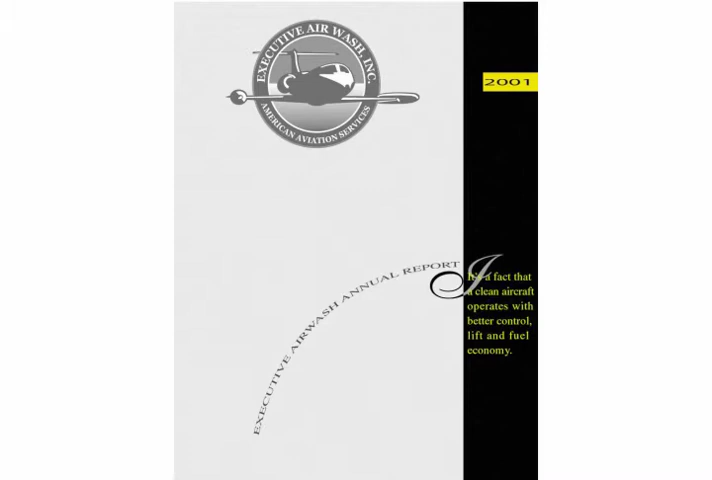 EXECUTIVE AIR WASH, INC.
AMERICAN AVIATION SERVICES
2001
EXECUTIVE AIRWASH ANNUAL REPORT
It's a fact that
a clean aircraft
operates with
better control,
lift and fuel
economy.